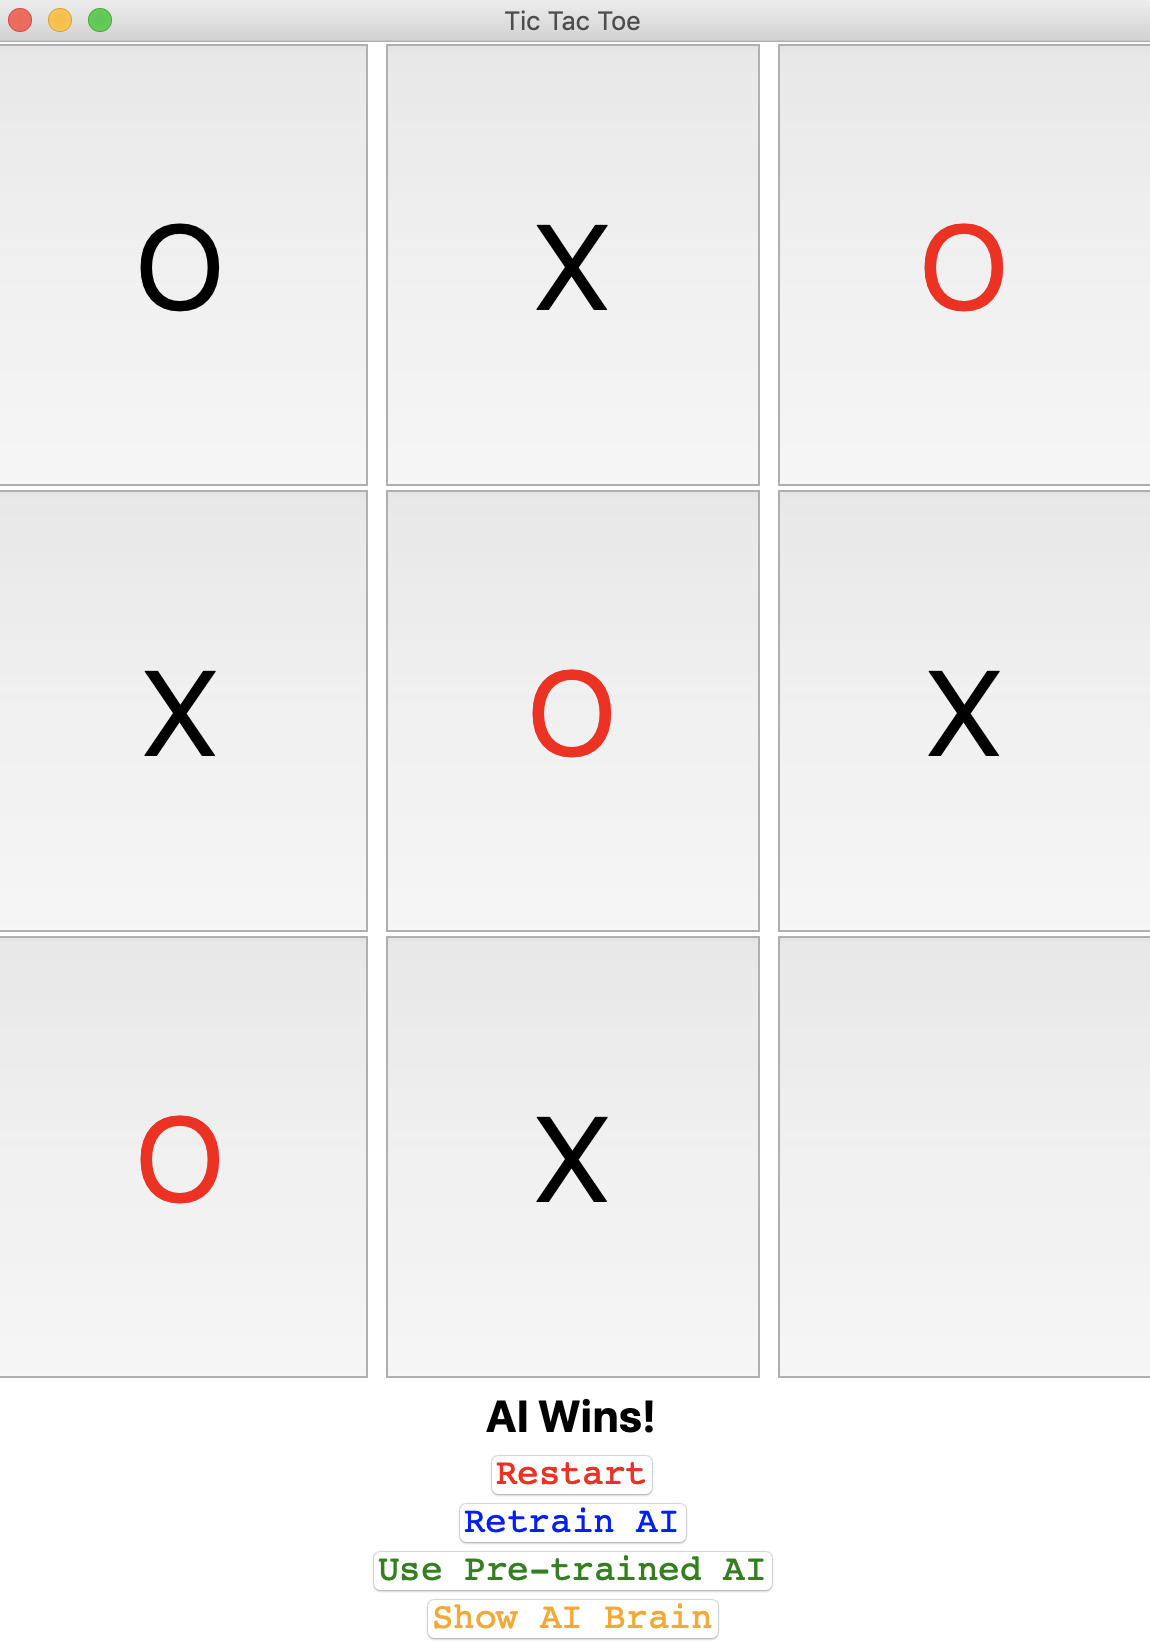 Tic Tac Toe
O X O
X O X
O X
AI Wins!
Restart
Retrain AI
Use Pre-trained AI
Show AI Brain